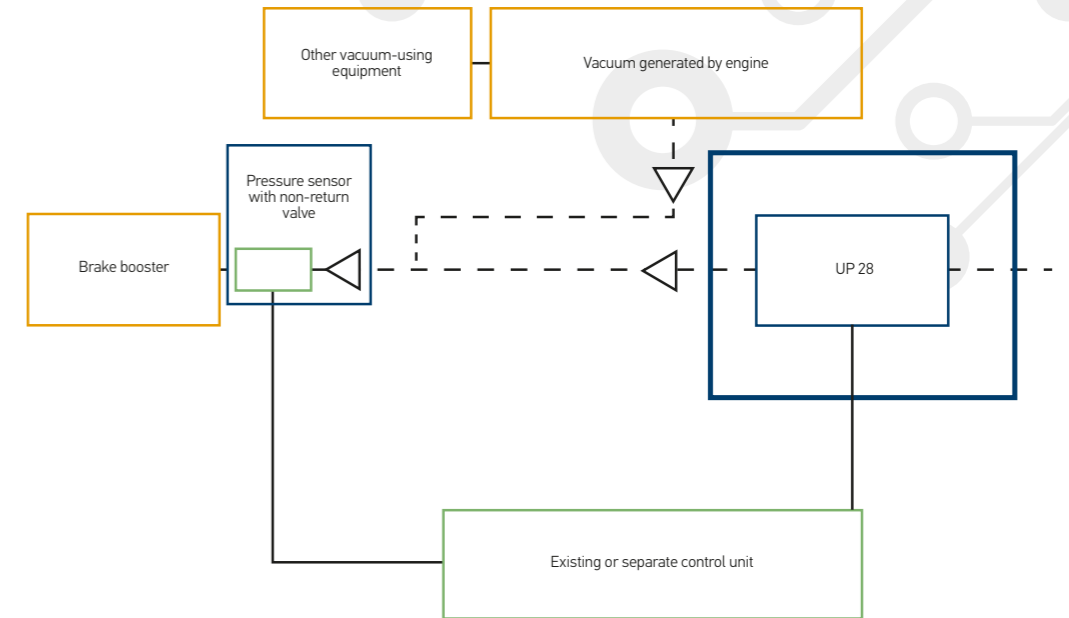 Other vacuum-using
equipment
Vacuum generated by engine
Pressure sensor
with non-return
valve
Brake booster
UP 28
Existing or separate control unit